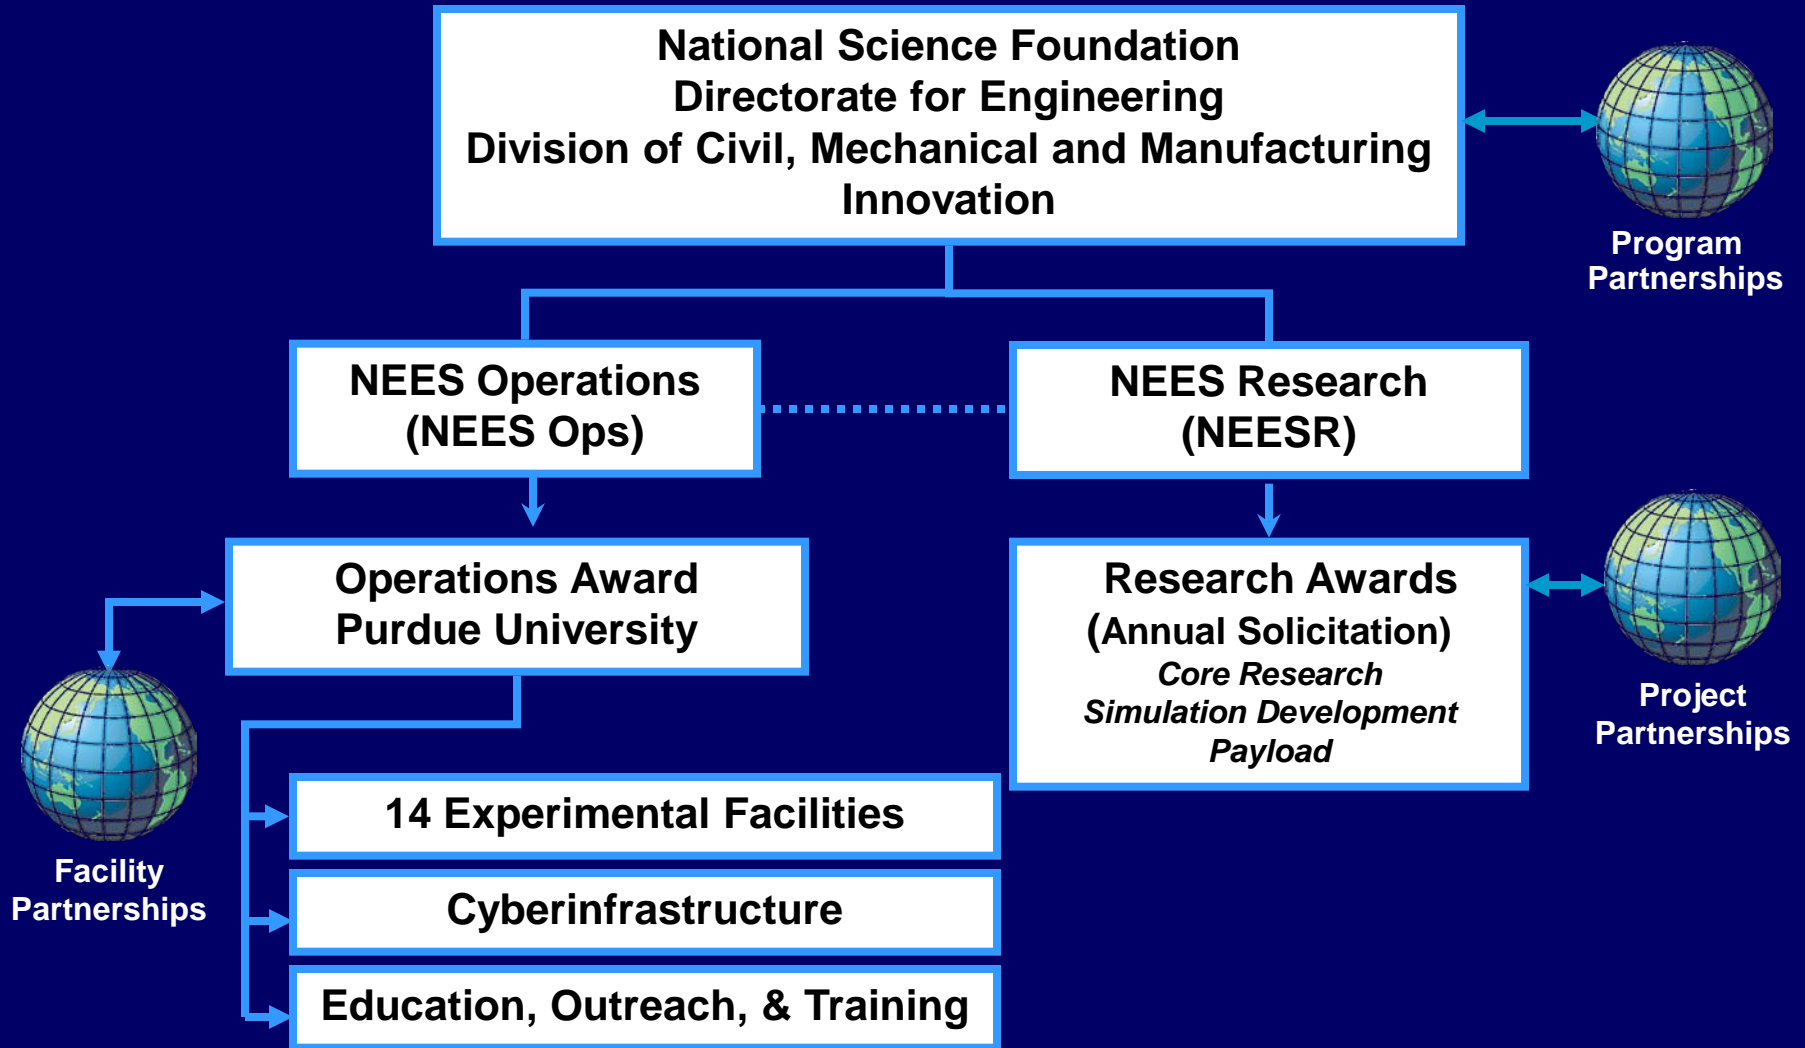 National Science Foundation
Directorate for Engineering
Division of Civil, Mechanical and Manufacturing
Innovation
Program
Partnerships
NEES Operations
(NEES Ops)
NEES Research
(NEESR)
Operations Award
Purdue University
Research Awards
(Annual Solicitation)
Core Research
Simulation Development
Payload
Project
Partnerships
Facility
Partnerships
14 Experimental Facilities
Cyberinfrastructure
Education, Outreach, & Training